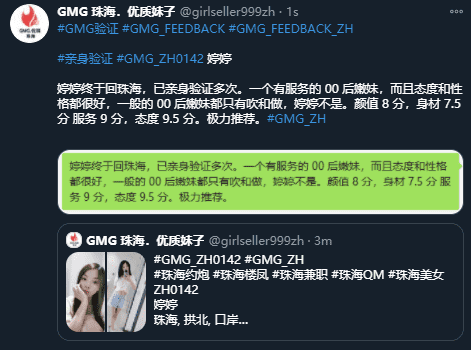 GMG 珠海．优质妹子 @girlseller999zh · 1s
GMG.优质
珠海
#GMG验证 #GMG_FEEDBACK #GMG_FEEDBACK_ZH
#亲身验证 #GMG_ZH0142 婷婷
婷婷终于回珠海，已亲身验证多次。一个有服务的 00 后嫩妹，而且态度和性
格都很好，一般的 00 后嫩妹都只有吹和做，婷婷不是。颜值 8 分，身材 7.5
分 服务 9 分，态度 9.5 分。极力推荐。#GMG_ZH
婷婷终于回珠海，已亲身验证多次。一个有服务的 00 后嫩妹，而且态度和性格
都很好，一般的 00 后嫩妹都只有吹和做，婷婷不是。颜值 8 分，身材 7.5 分 服
务 9 分，态度 9.5 分。极力推荐。
GMG 珠海．优质妹子 @girlseller999zh · 3m
#GMG_ZH0142 #GMG_ZH
#珠海约炮 #珠海楼凤 #珠海兼职 #珠海QM #珠海美女
ZH0142
婷婷
珠海, 拱北, 口岸...